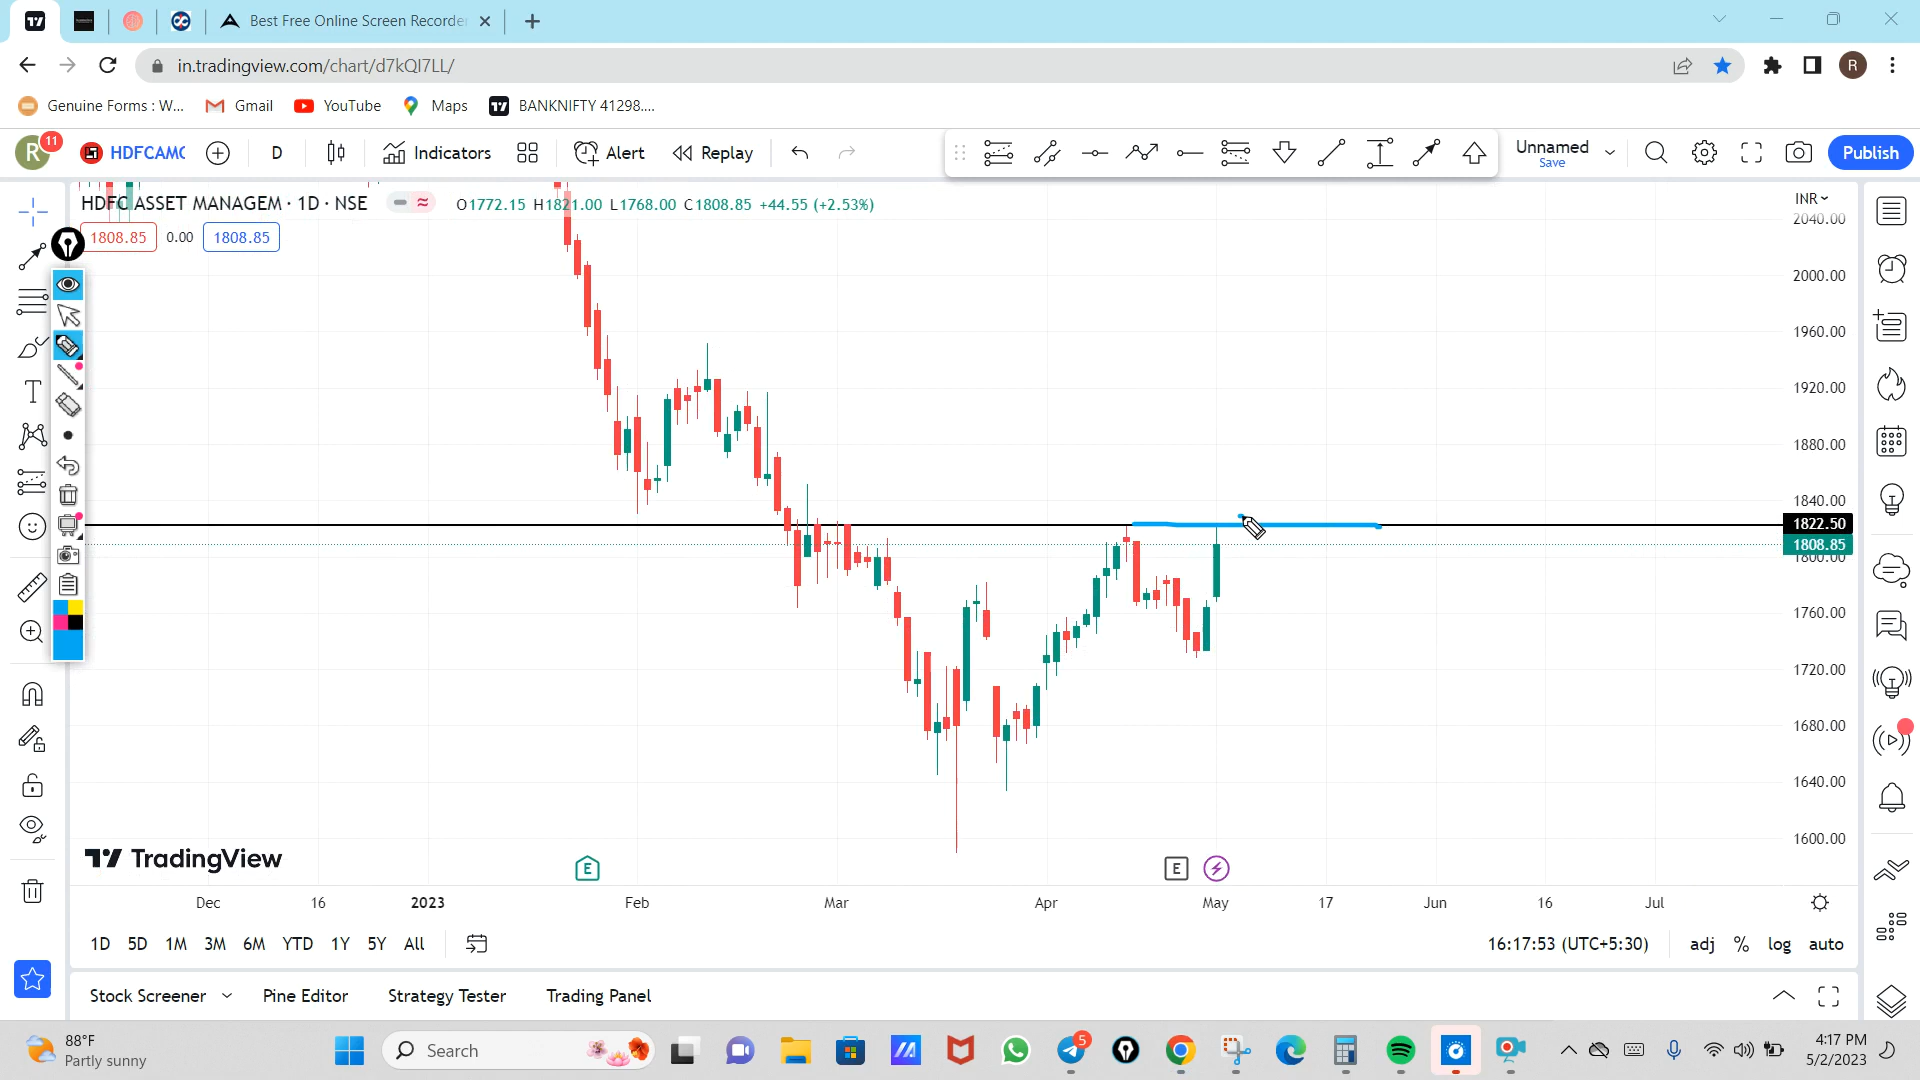 Best Free Online Screen Recorder
in.tradingview.com/chart/d7kQI7LL/
R
Genuine Forms : W...
Gmail
YouTube
Maps
BANKNIFTY 41298....
R
11
HDFCAMC
D
Indicators
Alert
Replay
Unnamed
Save
Publish
HDFC ASSET MANAGEM · 1D · NSE
O1772.15 H1821.00 L1768.00 C1808.85 +44.55 (+2.53%)
INR
1808.85
0.00
1808.85
2040.00
2000.00
1960.00
1920.00
1880.00
1840.00
1822.50
1808.85
1800.00
1760.00
1720.00
1680.00
1640.00
1600.00
T
TradingView
E
E
Dec
16
2023
Feb
Mar
Apr
May
17
Jun
16
Jul
1D
5D
1M
3M
6M
YTD
1Y
5Y
All
16:17:53 (UTC+5:30)
adj
%
log
auto
Stock Screener
Pine Editor
Strategy Tester
Trading Panel
88°F
Partly sunny
Search
5
4:17 PM
5/2/2023